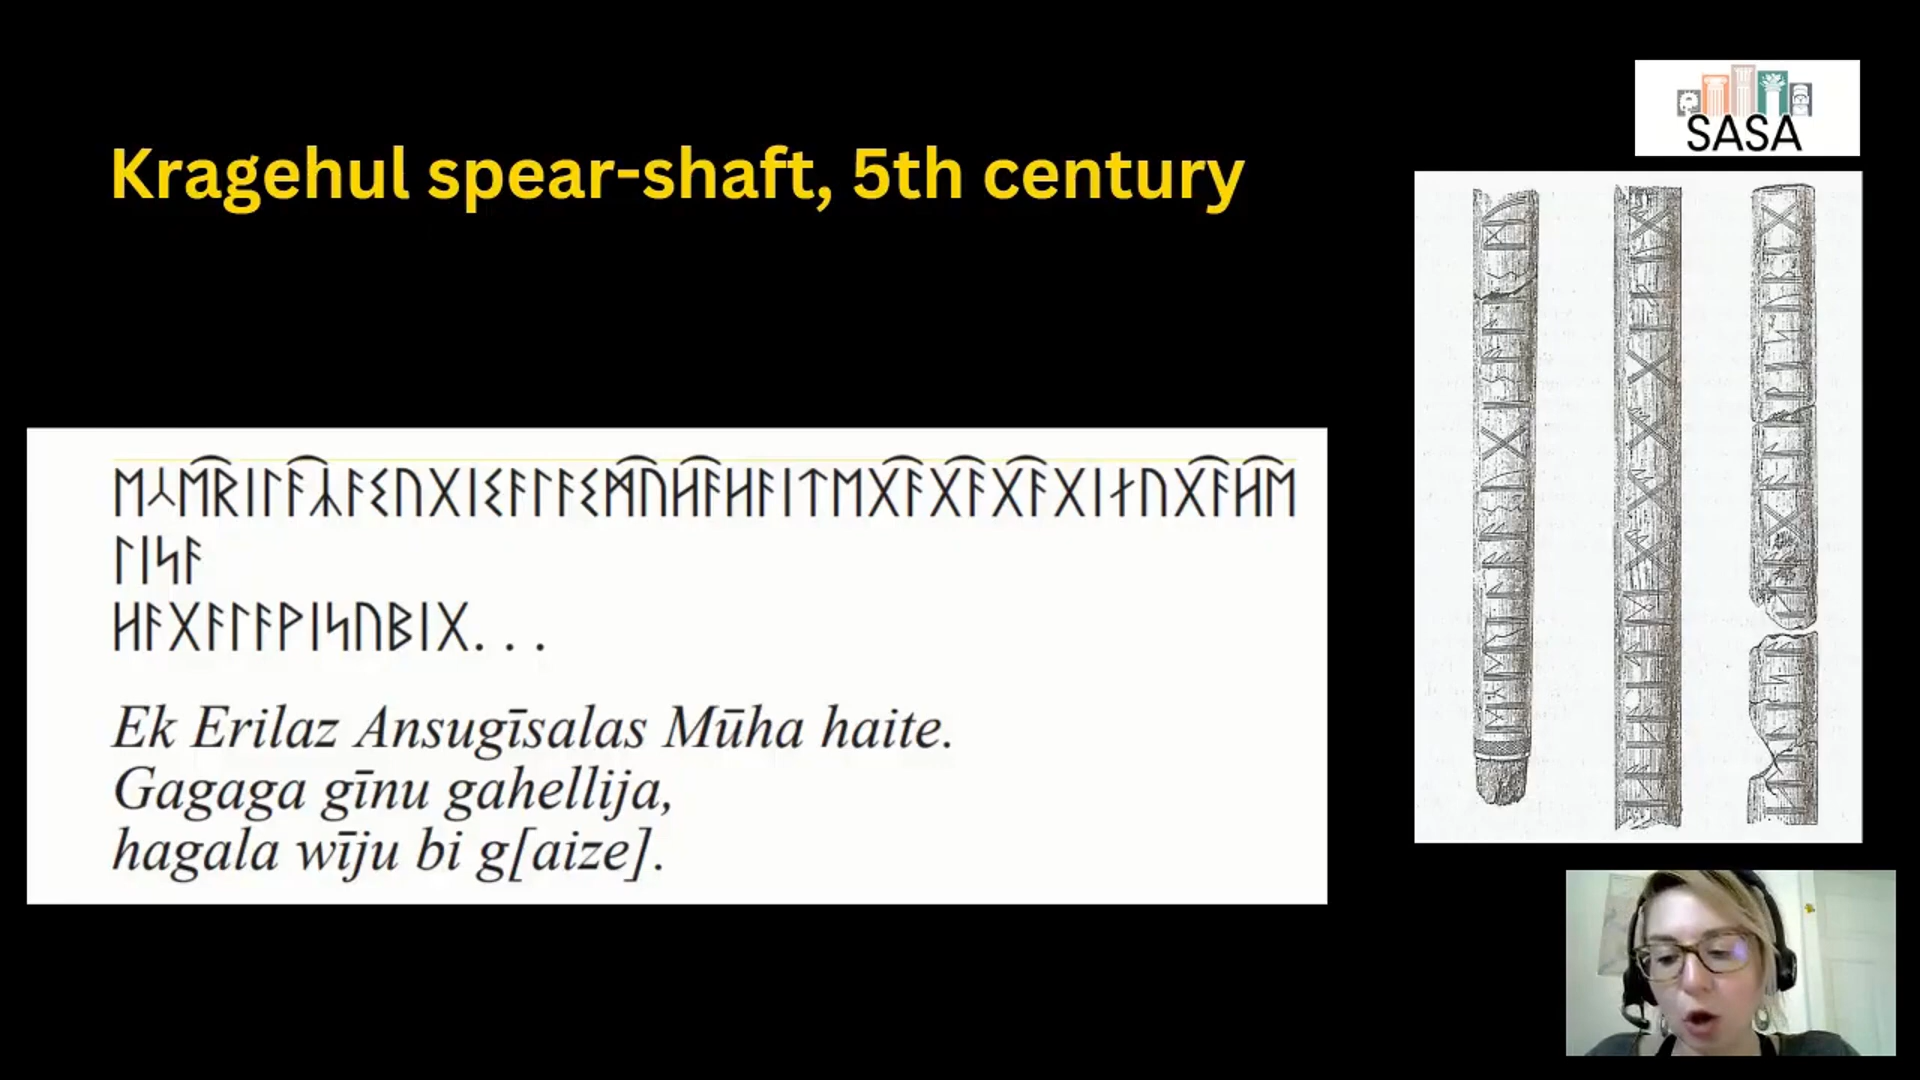 Kragehul spear-shaft, 5th century
SASA
ᛖᚲᛖᚱᛁᛚᚨᛉᚨᛊᚢᚷᛁᛊᚨᛚᚨᛊᛗᚢᚺᚨᚺᚨᛁᛏᛖᚷᚨᚷᚨᚷᚨᚷᛁᚾᚢᚷᚨᚺᛖ
ᛚᛁᛃᚨ
ᚺᚨᚷᚨᛚᚨᚹᛁᛃᚢᛒᛁᚷ. . .
Ek Erilaz Ansugīsalas Mūha haite.
Gagaga gīnu gahellija,
hagala wīju bi g[aize].